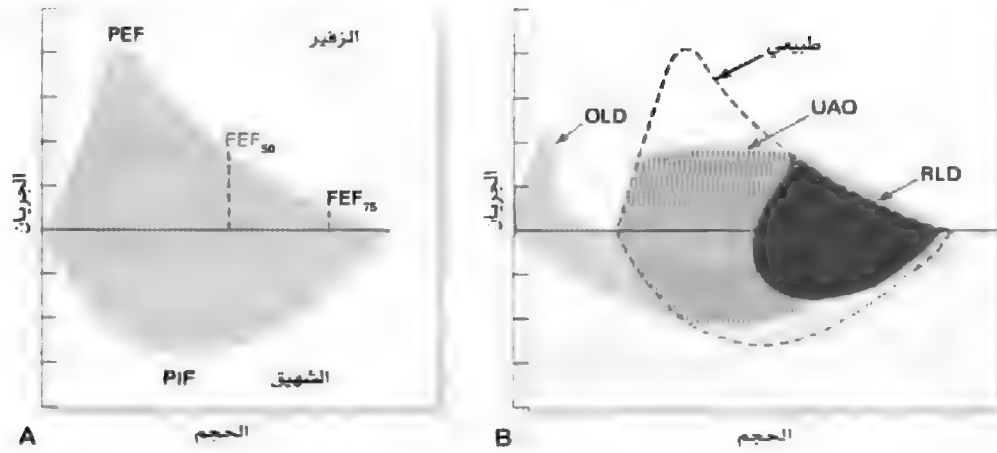 PEF
الزفير
FEF50
FEF75
الجريان
PIF
الشهيق
A
الحجم
طبيعي
OLD
UAO
RLD
الجريان
B
الحجم